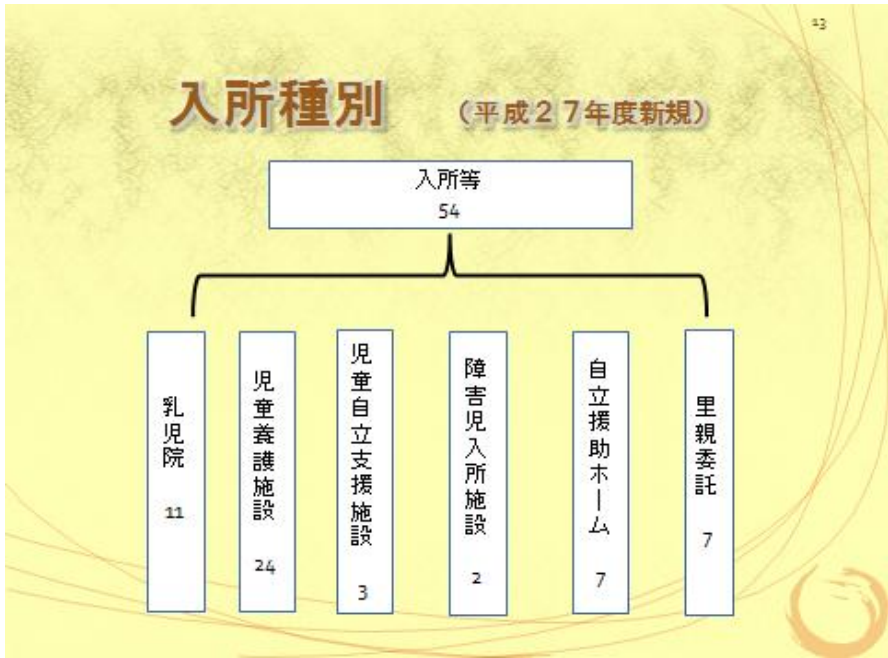 13
入所種別 (平成27年度新規)
入所等
54
乳児院 11
児童養護施設 24
児童自立支援施設 3
障害児入所施設 2
自立援助ホーム 7
里親委託 7